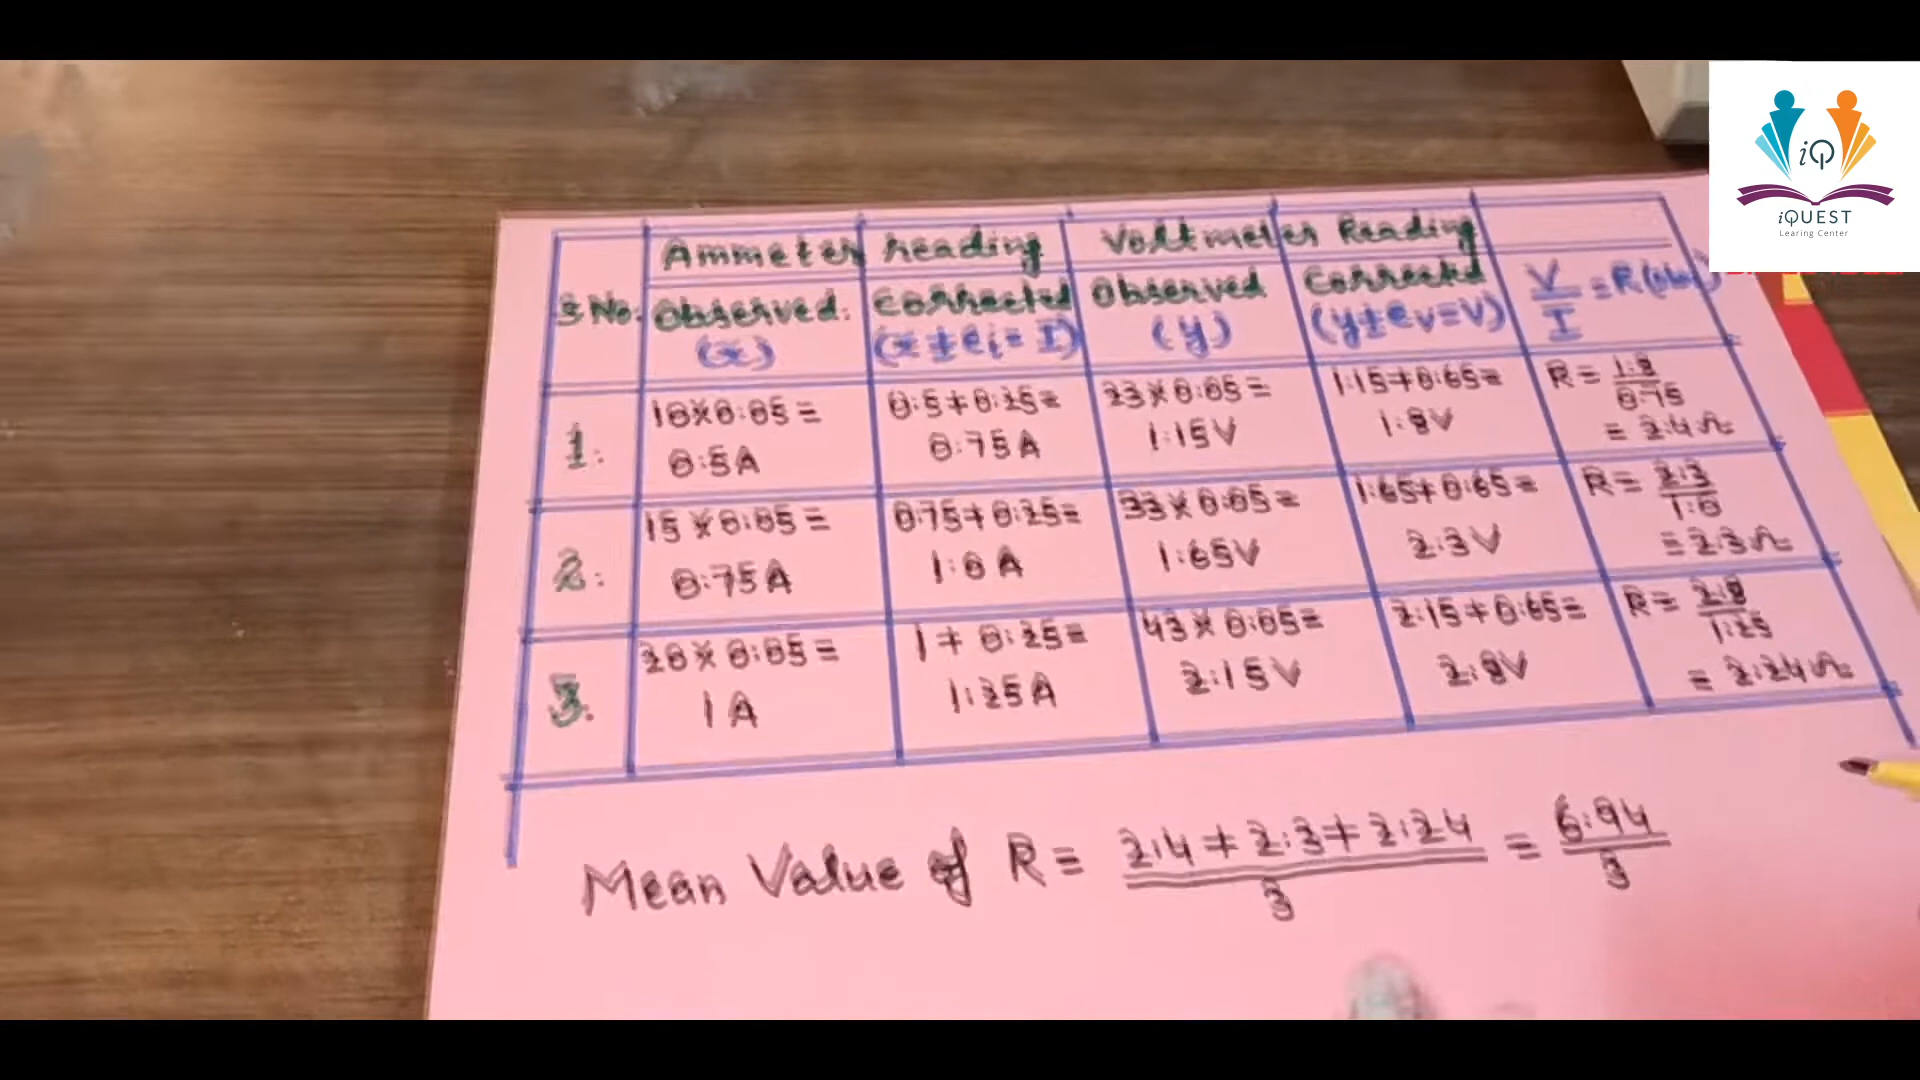 iQ
iQUEST
Learing Center
Ammeter reading Voltmeter Reading
S No. Observed. Corrected Observed Corrected V/I = R(ohm)
(x) (x ± ei = I) (y) (y ± ev = V)
1. 10×0.05= 0.5+0.25= 23×0.05= 1.15+0.65= R = 1.8/0.75
0.5A 0.75A 1.15V 1.8V = 2.4Ω
2. 15×0.05= 0.75+0.25= 33×0.05= 1.65+0.65= R = 2.3/1.0
0.75A 1.0A 1.65V 2.3V = 2.3Ω
3. 20×0.05= 1+0.25= 43×0.05= 2.15+0.65= R = 2.8/1.25
1A 1.25A 2.15V 2.8V = 2.24Ω
Mean Value of R = 2.4+2.3+2.24/3 = 6.94/3